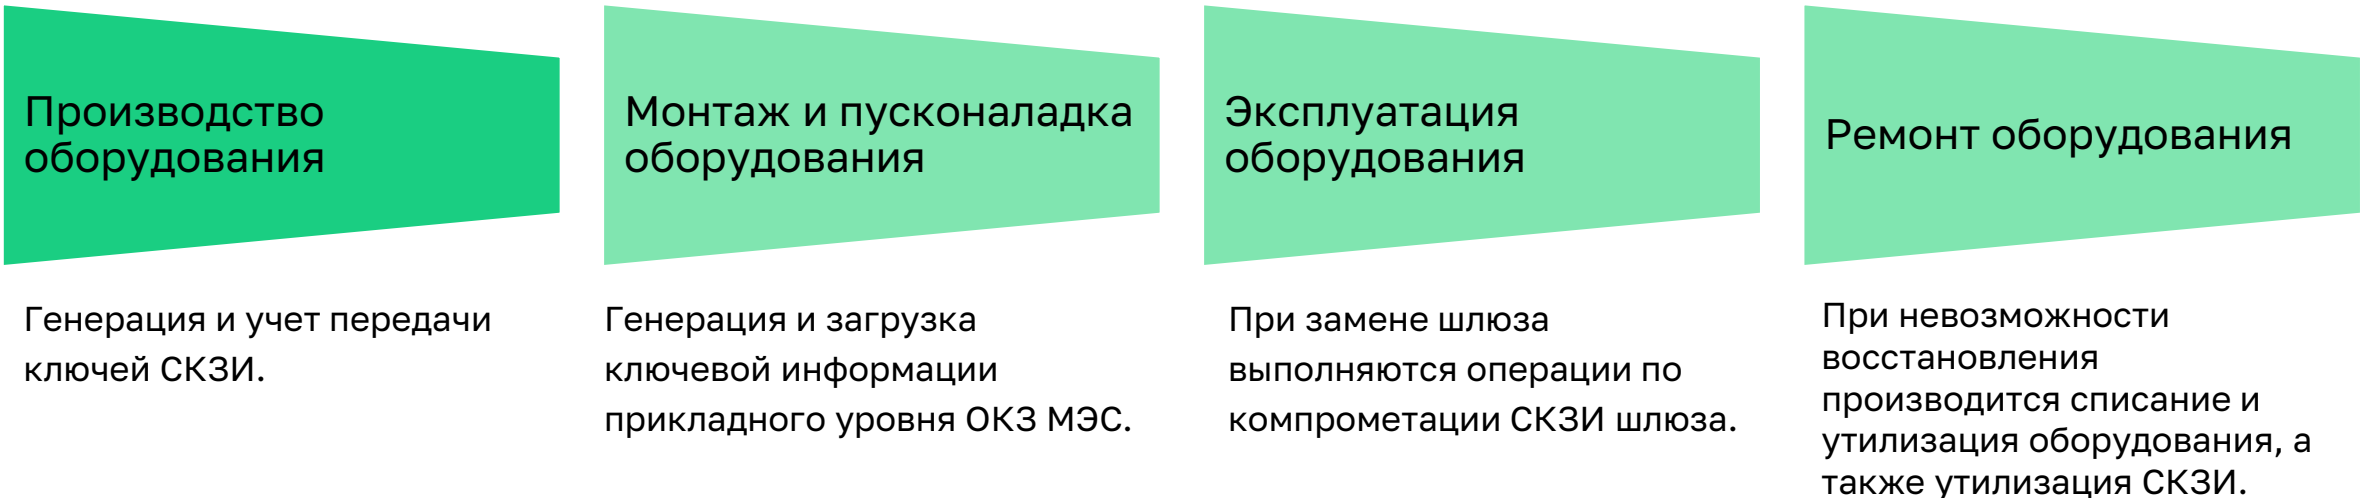 Производство
оборудования
Генерация и учет передачи
ключей СКЗИ.
Монтаж и пусконаладка
оборудования
Генерация и загрузка
ключевой информации
прикладного уровня ОКЗ МЭС.
Эксплуатация
оборудования
При замене шлюза
выполняются операции по
компрометации СКЗИ шлюза.
Ремонт оборудования
При невозможности
восстановления
производится списание и
утилизация оборудования, а
также утилизация СКЗИ.